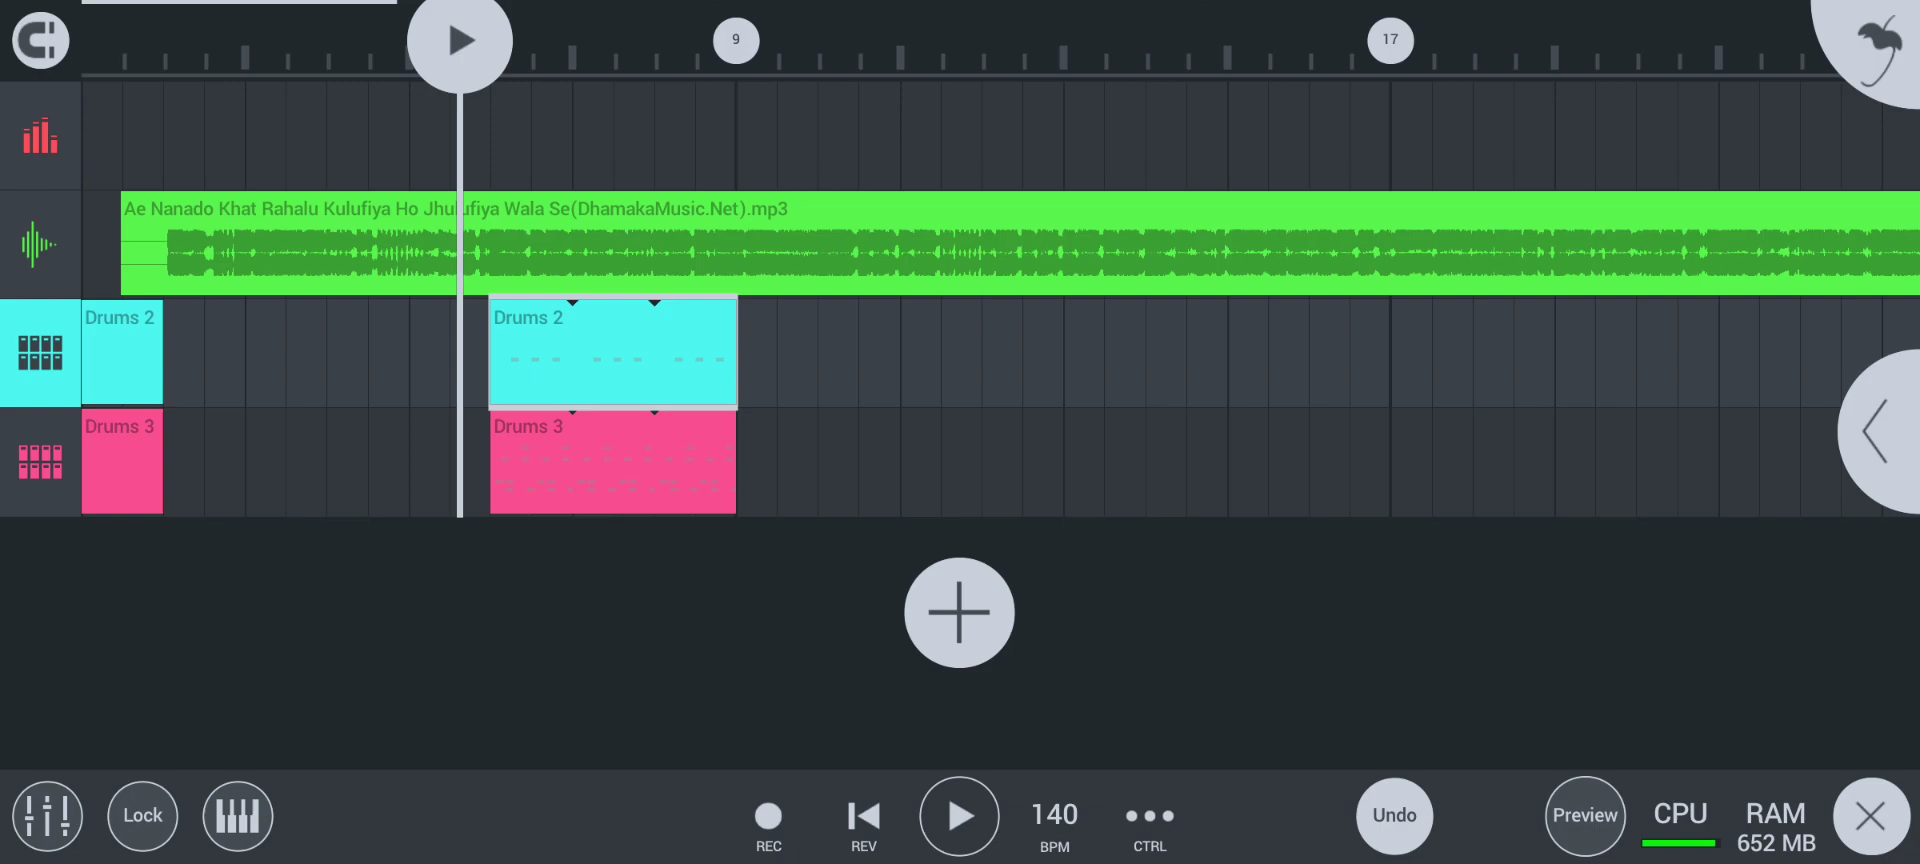 9
17
Ae Nanado Khat Rahalu Kulufiya Ho Jhulufiya Wala Se(DhamakaMusic.Net).mp3
Drums 2
Drums 2
Drums 3
Drums 3
Lock
REC
REV
140
BPM
CTRL
Undo
Preview
CPU
RAM
652 MB